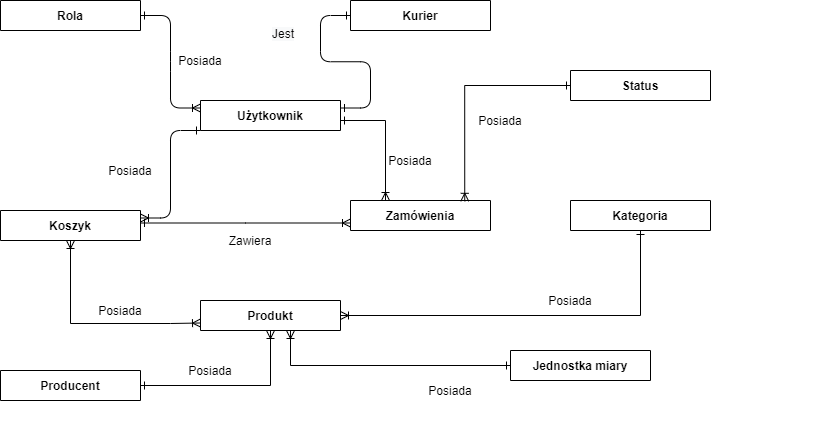 Rola
Kurier
Jest
Posiada
Status
Użytkownik
Posiada
Posiada
Posiada
Zamówienia
Kategoria
Koszyk
Zawiera
Posiada
Posiada
Produkt
Jednostka miary
Posiada
Producent
Posiada